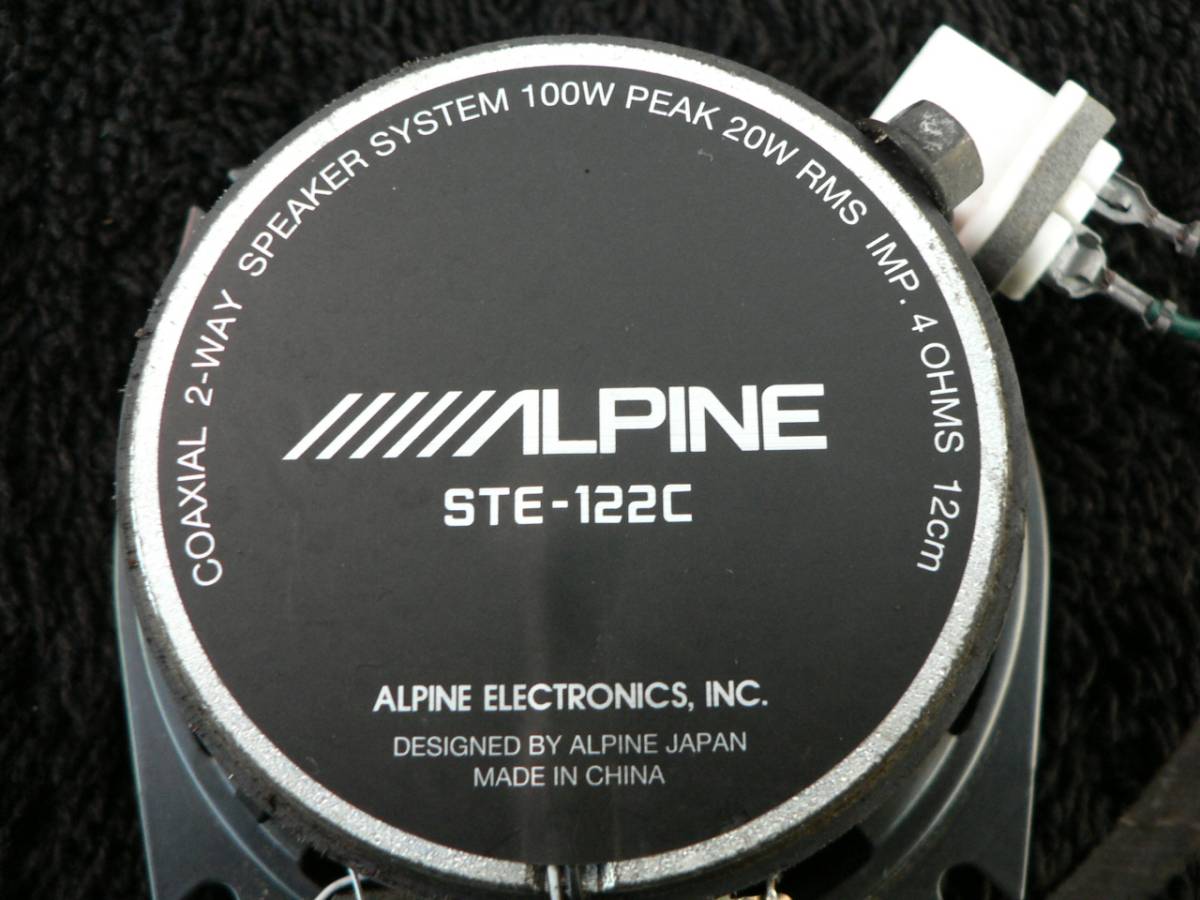 COAXIAL 2-WAY SPEAKER SYSTEM 100W PEAK 20W RMS IMP. 4 OHMS 12cm
ALPINE
STE-122C
ALPINE ELECTRONICS, INC.
DESIGNED BY ALPINE JAPAN
MADE IN CHINA